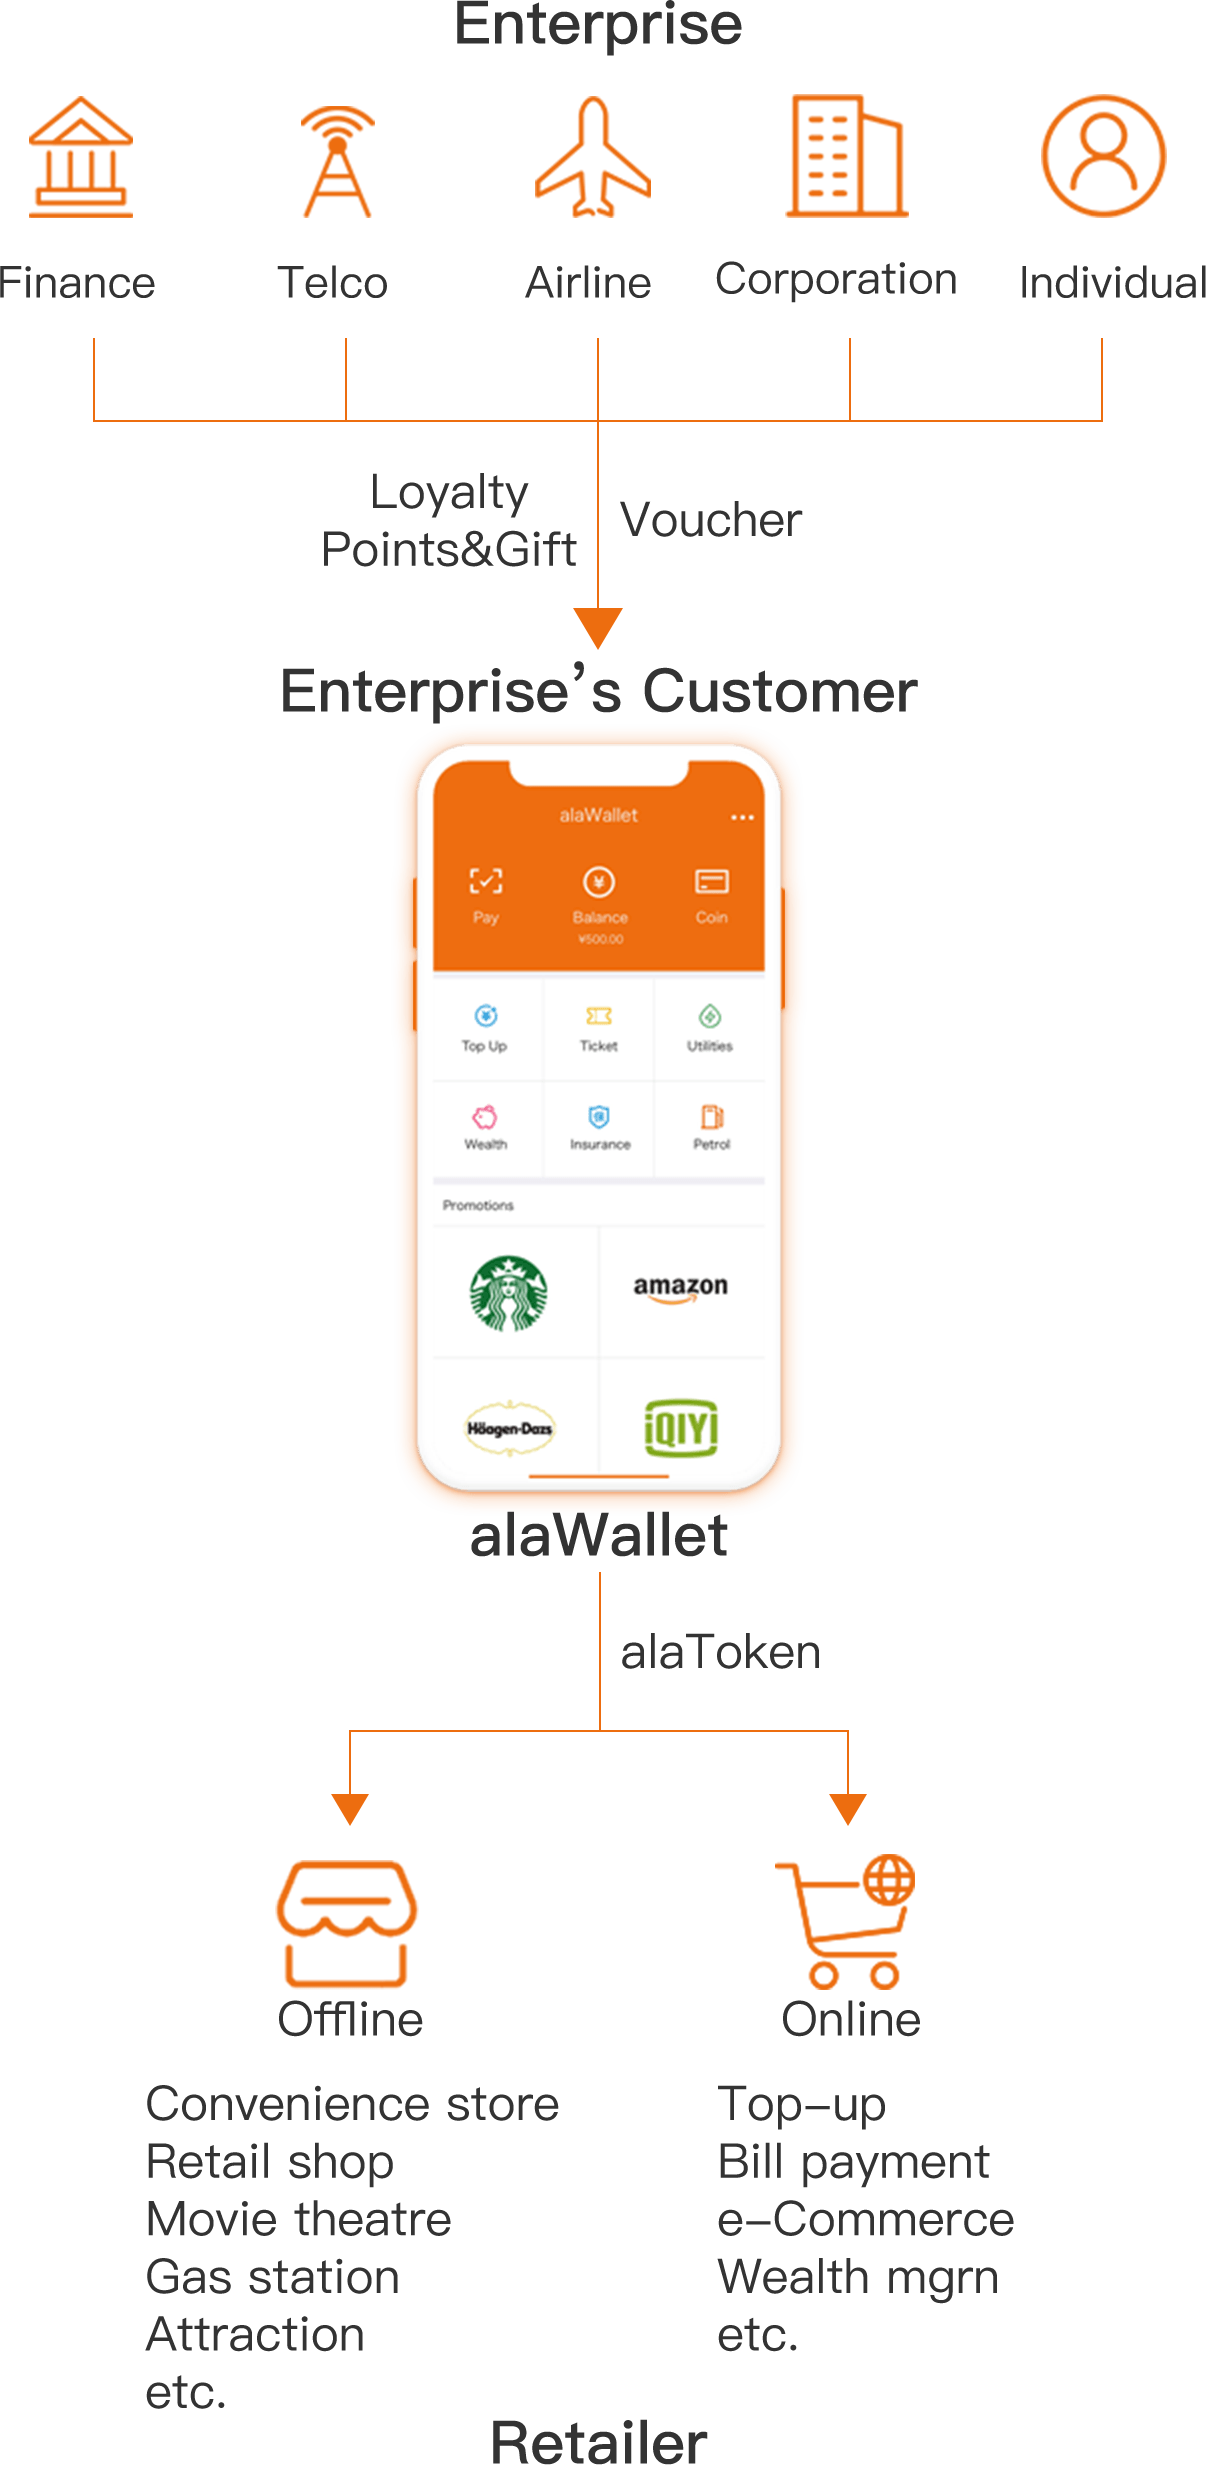 Enterprise
Finance
Telco
Airline
Corporation
Individual
Loyalty
Points&Gift
Voucher
Enterprise’s Customer
alaWallet
Pay
Balance
Coin
¥500.00
Top Up
Ticket
Utilities
Wealth
Insurance
Petrol
Promotions
amazon
Häagen-Dazs
iQIYI
alaWallet
alaToken
Offline
Online
Convenience store
Retail shop
Movie theatre
Gas station
Attraction
etc.
Top-up
Bill payment
e-Commerce
Wealth mgrn
etc.
Retailer